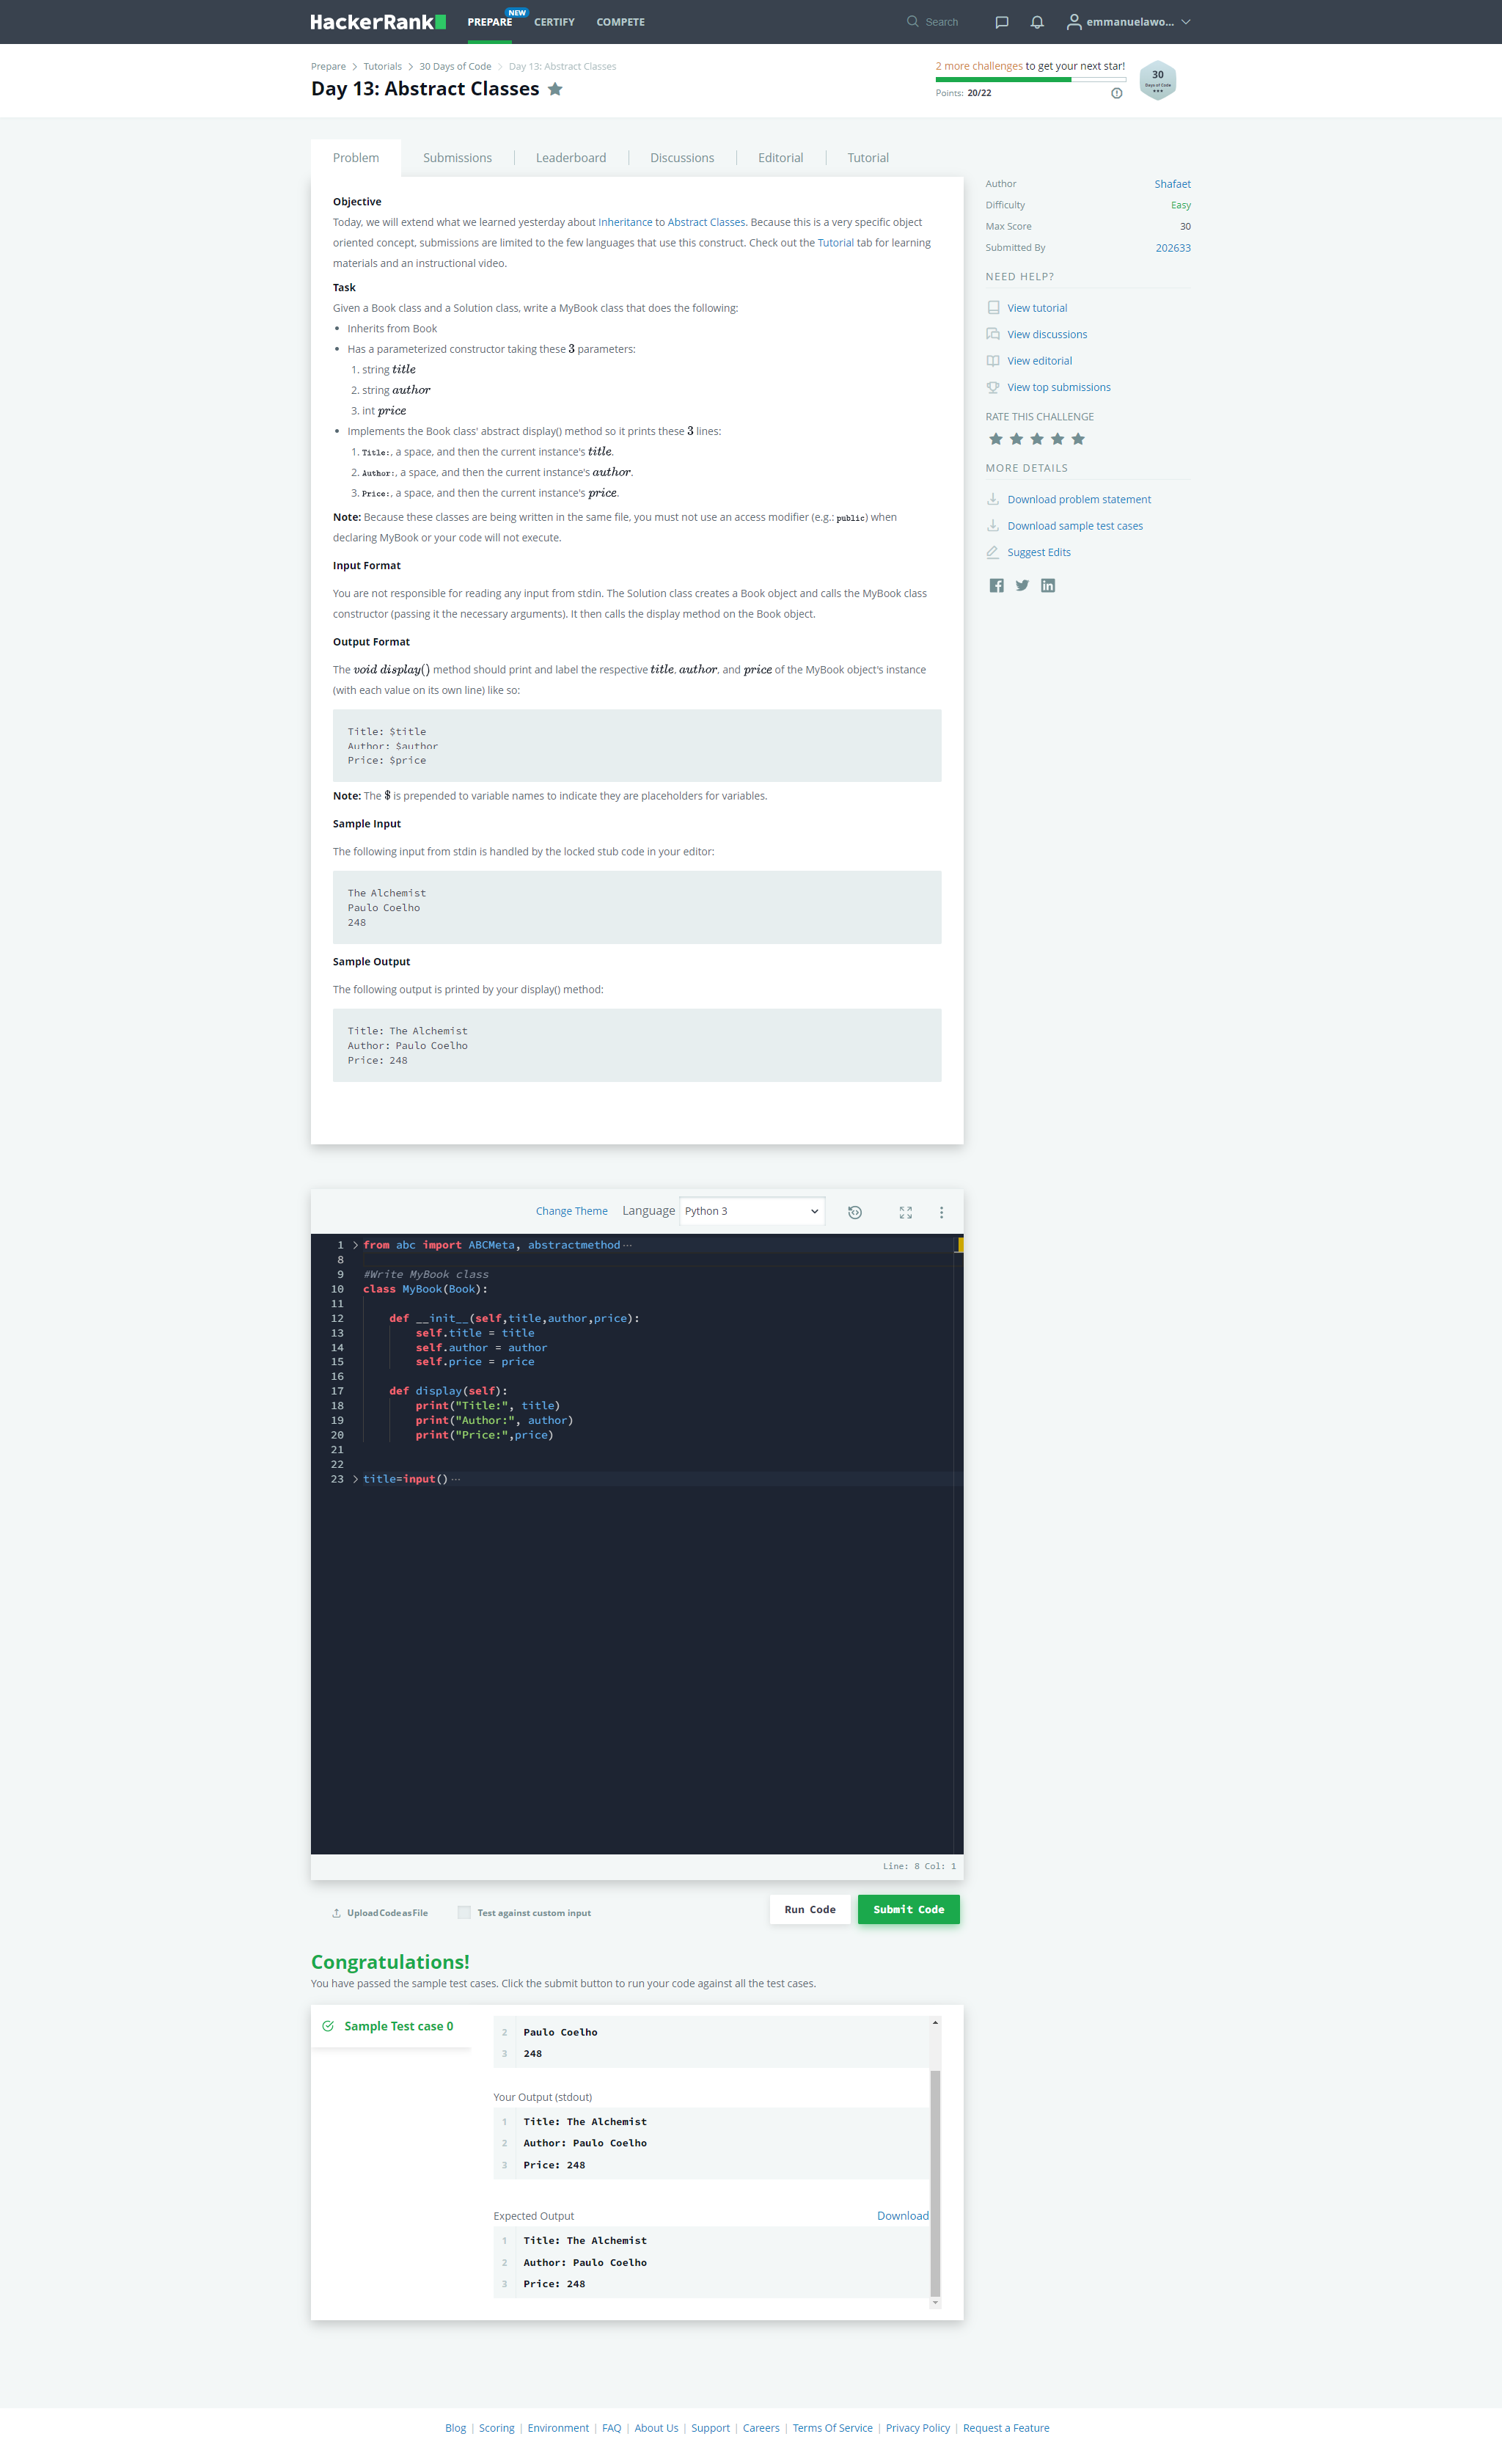 HackerRank
PREPARE
NEW
CERTIFY
COMPETE
Search
emmanuelawo...
Prepare > Tutorials > 30 Days of Code > Day 13: Abstract Classes
Day 13: Abstract Classes
2 more challenges to get your next star!
Points: 20/22
30
Days of Code
Problem
Submissions
Leaderboard
Discussions
Editorial
Tutorial
Objective
Today, we will extend what we learned yesterday about Inheritance to Abstract Classes. Because this is a very specific object
oriented concept, submissions are limited to the few languages that use this construct. Check out the Tutorial tab for learning
materials and an instructional video.
Task
Given a Book class and a Solution class, write a MyBook class that does the following:
• Inherits from Book
• Has a parameterized constructor taking these 3 parameters:
1. string title
2. string author
3. int price
• Implements the Book class' abstract display() method so it prints these 3 lines:
1. Title:, a space, and then the current instance's title.
2. Author:, a space, and then the current instance's author.
3. Price:, a space, and then the current instance's price.
Note: Because these classes are being written in the same file, you must not use an access modifier (e.g.: public) when
declaring MyBook or your code will not execute.
Input Format
You are not responsible for reading any input from stdin. The Solution class creates a Book object and calls the MyBook class
constructor (passing it the necessary arguments). It then calls the display method on the Book object.
Output Format
The void display() method should print and label the respective title, author, and price of the MyBook object's instance
(with each value on its own line) like so:
Title: $title
Author: $author
Price: $price
Note: The $ is prepended to variable names to indicate they are placeholders for variables.
Sample Input
The following input from stdin is handled by the locked stub code in your editor:
The Alchemist
Paulo Coelho
248
Sample Output
The following output is printed by your display() method:
Title: The Alchemist
Author: Paulo Coelho
Price: 248
Author Shafaet
Difficulty Easy
Max Score 30
Submitted By 202633
NEED HELP?
View tutorial
View discussions
View editorial
View top submissions
RATE THIS CHALLENGE
MORE DETAILS
Download problem statement
Download sample test cases
Suggest Edits
Change Theme
Language
Python 3
1 > from abc import ABCMeta, abstractmethod ···
8
9 #Write MyBook class
10 class MyBook(Book):
11
12 def __init__(self,title,author,price):
13 self.title = title
14 self.author = author
15 self.price = price
16
17 def display(self):
18 print("Title:", title)
19 print("Author:", author)
20 print("Price:",price)
21
22
23 > title=input() ···
Line: 8 Col: 1
Upload Code as File
Test against custom input
Run Code
Submit Code
Congratulations!
You have passed the sample test cases. Click the submit button to run your code against all the test cases.
Sample Test case 0
2 Paulo Coelho
3 248
Your Output (stdout)
1 Title: The Alchemist
2 Author: Paulo Coelho
3 Price: 248
Expected Output
Download
1 Title: The Alchemist
2 Author: Paulo Coelho
3 Price: 248
Blog | Scoring | Environment | FAQ | About Us | Support | Careers | Terms Of Service | Privacy Policy | Request a Feature